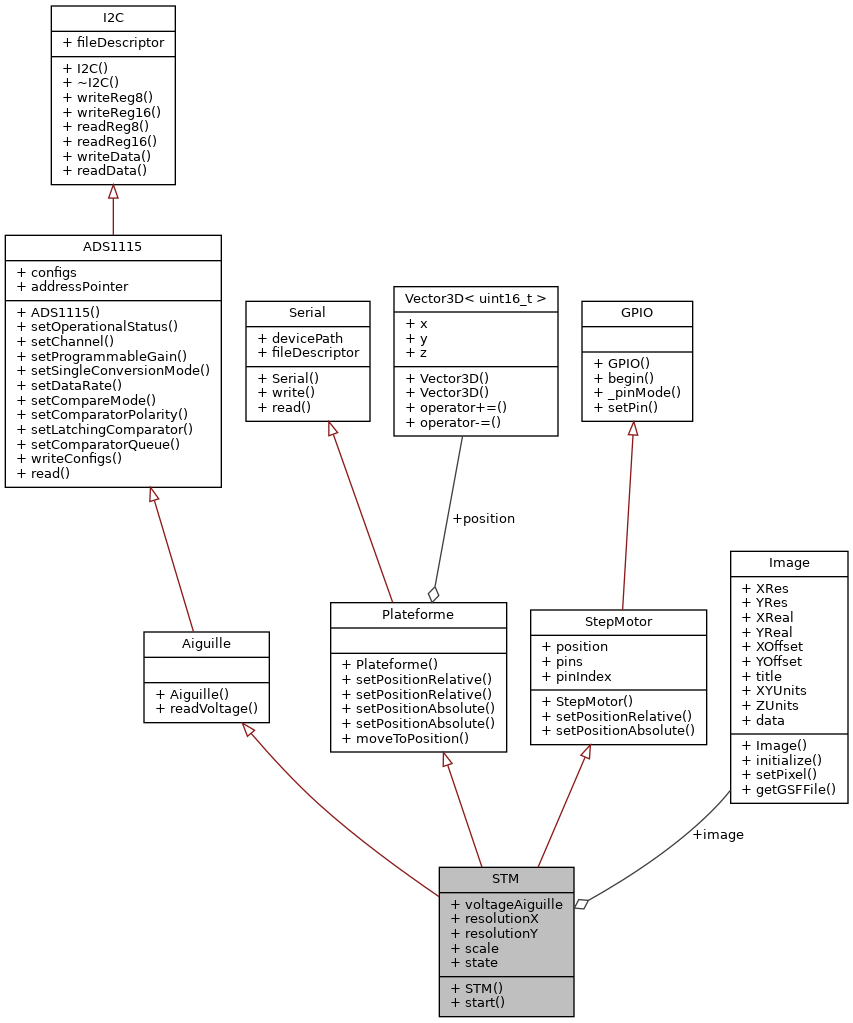 I2C
+ fileDescriptor
+ I2C()
+ ~I2C()
+ writeReg8()
+ writeReg16()
+ readReg8()
+ readReg16()
+ writeData()
+ readData()
ADS1115
+ configs
+ addressPointer
+ ADS1115()
+ setOperationalStatus()
+ setChannel()
+ setProgrammableGain()
+ setSingleConversionMode()
+ setDataRate()
+ setCompareMode()
+ setComparatorPolarity()
+ setLatchingComparator()
+ setComparatorQueue()
+ writeConfigs()
+ read()
Serial
+ devicePath
+ fileDescriptor
+ Serial()
+ write()
+ read()
Vector3D< uint16_t >
+ x
+ y
+ z
+ Vector3D()
+ Vector3D()
+ operator+=()
+ operator-=()
GPIO
+ GPIO()
+ begin()
+ _pinMode()
+ setPin()
+position
Aiguille
+ Aiguille()
+ readVoltage()
Plateforme
+ Plateforme()
+ setPositionRelative()
+ setPositionRelative()
+ setPositionAbsolute()
+ setPositionAbsolute()
+ moveToPosition()
StepMotor
+ position
+ pins
+ pinIndex
+ StepMotor()
+ setPositionRelative()
+ setPositionAbsolute()
Image
+ XRes
+ YRes
+ XReal
+ YReal
+ XOffset
+ YOffset
+ title
+ XYUnits
+ ZUnits
+ data
+ Image()
+ initialize()
+ setPixel()
+ getGSFFile()
+image
STM
+ voltageAiguille
+ resolutionX
+ resolutionY
+ scale
+ state
+ STM()
+ start()